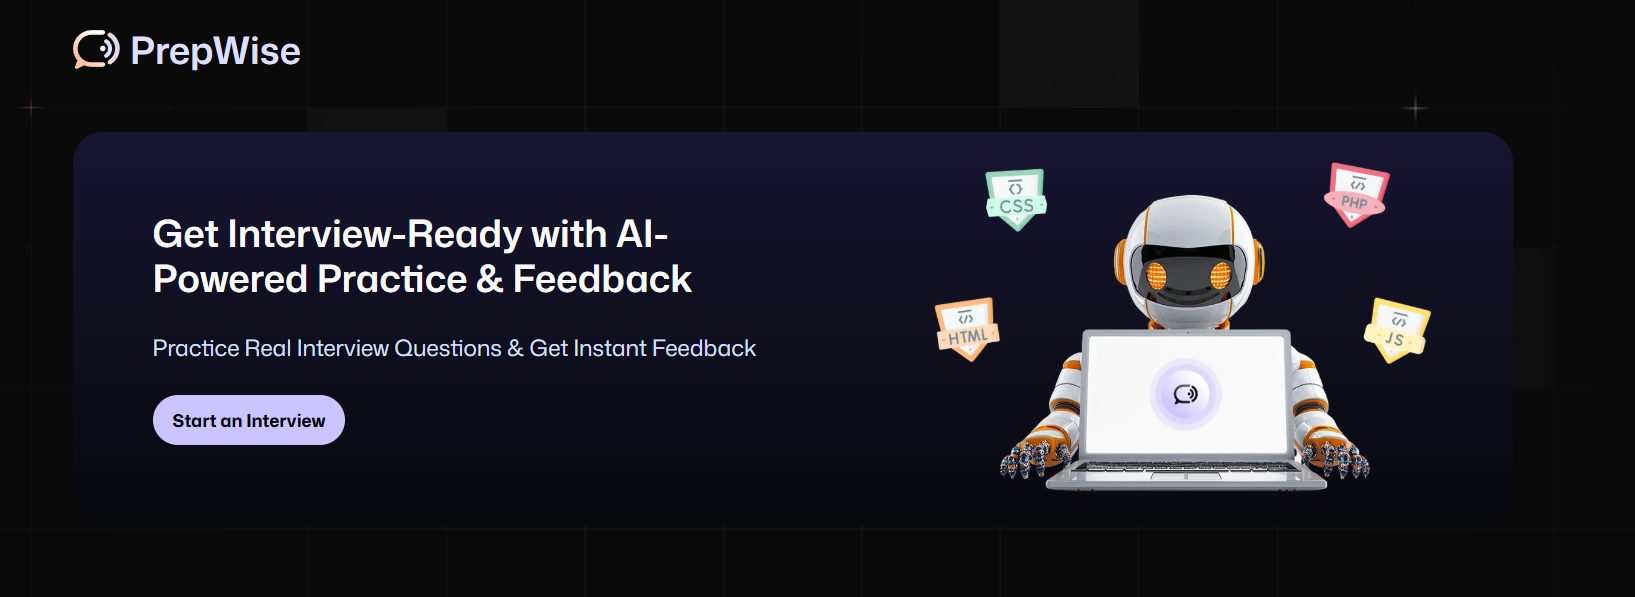 PrepWise
Get Interview-Ready with AI-
Powered Practice & Feedback
Practice Real Interview Questions & Get Instant Feedback
Start an Interview
CSS
PHP
HTML
JS